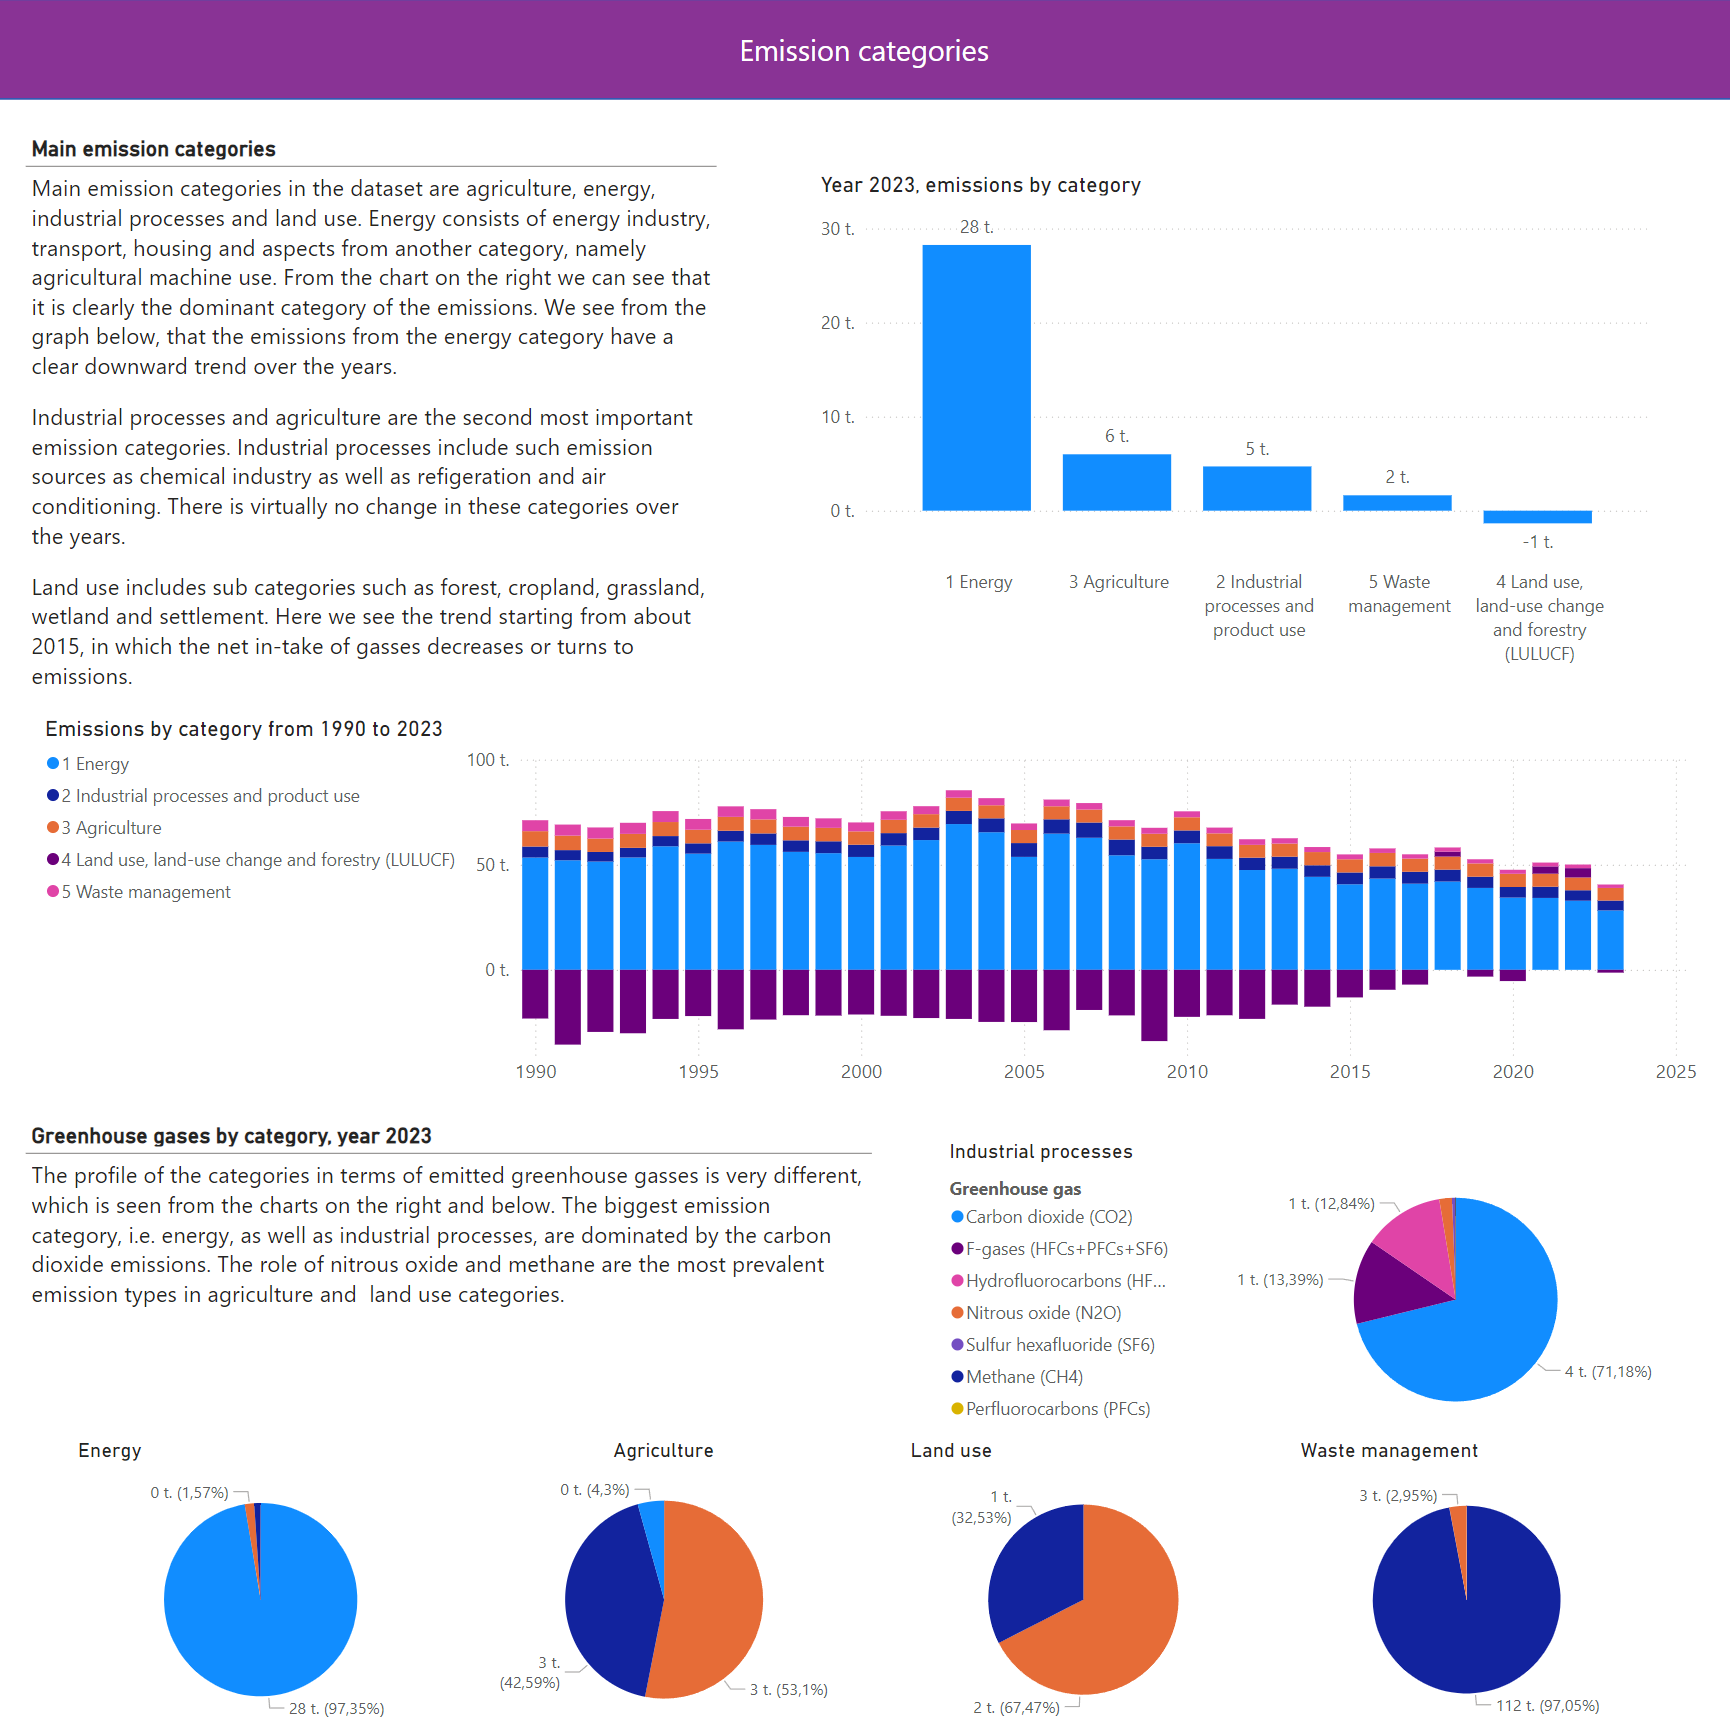 Emission categories
Main emission categories
Main emission categories in the dataset are agriculture, energy,
industrial processes and land use. Energy consists of energy industry,
transport, housing and aspects from another category, namely
agricultural machine use. From the chart on the right we can see that
it is clearly the dominant category of the emissions. We see from the
graph below, that the emissions from the energy category have a
clear downward trend over the years.
Industrial processes and agriculture are the second most important
emission categories. Industrial processes include such emission
sources as chemical industry as well as refigeration and air
conditioning. There is virtually no change in these categories over
the years.
Land use includes sub categories such as forest, cropland, grassland,
wetland and settlement. Here we see the trend starting from about
2015, in which the net in-take of gasses decreases or turns to
emissions.
Year 2023, emissions by category
30 t.
20 t.
10 t.
0 t.
28 t.
6 t.
5 t.
2 t.
-1 t.
1 Energy
3 Agriculture
2 Industrial
processes and
product use
5 Waste
management
4 Land use,
land-use change
and forestry
(LULUCF)
Emissions by category from 1990 to 2023
1 Energy
2 Industrial processes and product use
3 Agriculture
4 Land use, land-use change and forestry (LULUCF)
5 Waste management
100 t.
50 t.
0 t.
1990
1995
2000
2005
2010
2015
2020
2025
Greenhouse gases by category, year 2023
The profile of the categories in terms of emitted greenhouse gasses is very different,
which is seen from the charts on the right and below. The biggest emission
category, i.e. energy, as well as industrial processes, are dominated by the carbon
dioxide emissions. The role of nitrous oxide and methane are the most prevalent
emission types in agriculture and  land use categories.
Industrial processes
Greenhouse gas
Carbon dioxide (CO2)
F-gases (HFCs+PFCs+SF6)
Hydrofluorocarbons (HF...
Nitrous oxide (N2O)
Sulfur hexafluoride (SF6)
Methane (CH4)
Perfluorocarbons (PFCs)
1 t. (12,84%)
1 t. (13,39%)
4 t. (71,18%)
Energy
0 t. (1,57%)
28 t. (97,35%)
Agriculture
0 t. (4,3%)
3 t.
(42,59%)
3 t. (53,1%)
Land use
1 t.
(32,53%)
2 t. (67,47%)
Waste management
3 t. (2,95%)
112 t. (97,05%)